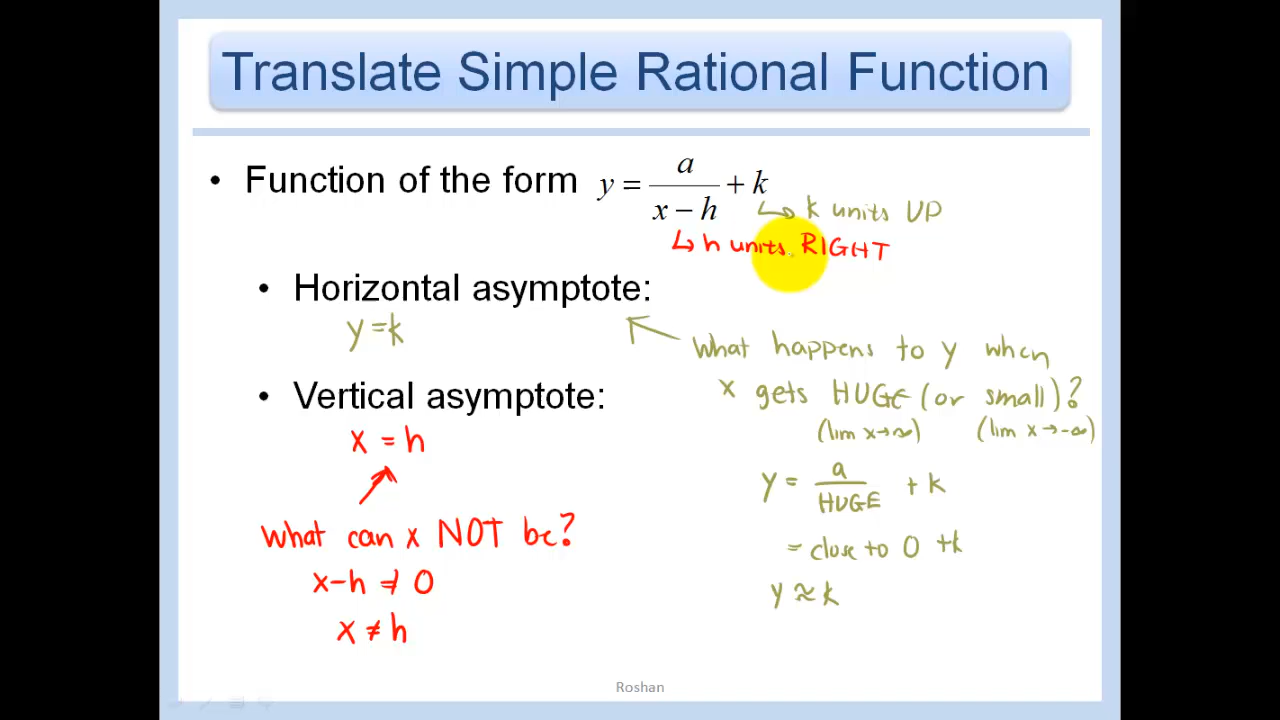 Translate Simple Rational Function
• Function of the form y = a / (x − h) + k
↳ k units UP
↳ h units RIGHT
• Horizontal asymptote:
y = k
What happens to y when
x gets HUGE (or small)?
(lim x→∞) (lim x→-∞)
• Vertical asymptote:
x = h
y = a / HUGE + k
= close to 0 + k
y ≈ k
What can x NOT be?
x-h ≠ 0
x ≠ h
Roshan